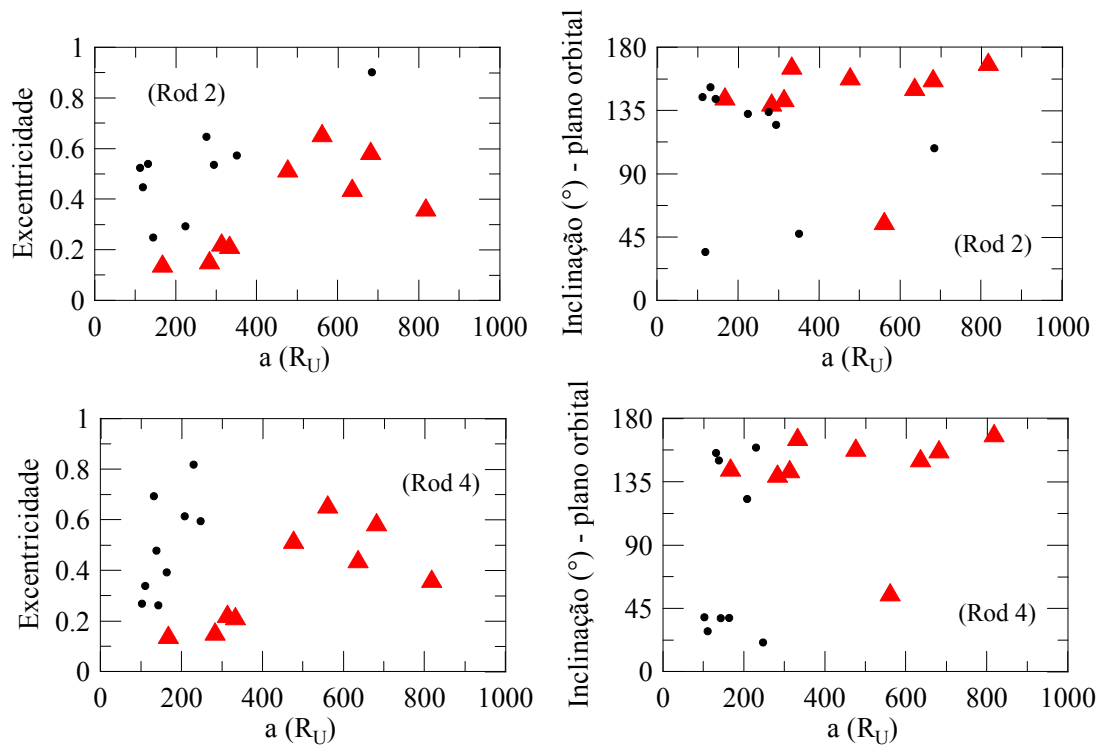 1
0.8
0.6
0.4
0.2
0
Excentricidade
(Rod 2)
0 200 400 600 800 1000
a (R_U)
180
135
90
45
0
Inclinação (°) - plano orbital
(Rod 2)
0 200 400 600 800 1000
a (R_U)
1
0.8
0.6
0.4
0.2
0
Excentricidade
(Rod 4)
0 200 400 600 800 1000
a (R_U)
180
135
90
45
0
Inclinação (°) - plano orbital
(Rod 4)
0 200 400 600 800 1000
a (R_U)